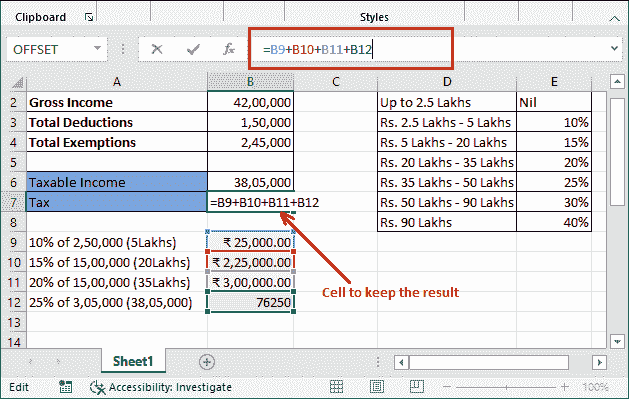 Clipboard Styles
OFFSET fx =B9+B10+B11+B12
A B C D E
2 Gross Income 42,00,000 Up to 2.5 Lakhs Nil
3 Total Deductions 1,50,000 Rs. 2.5 Lakhs - 5 Lakhs 10%
4 Total Exemptions 2,45,000 Rs. 5 Lakhs - 20 Lakhs 15%
5 Rs. 20 Lakhs - 35 Lakhs 20%
6 Taxable Income 38,05,000 Rs. 35 Lakhs - 50 Lakhs 25%
7 Tax =B9+B10+B11+B12 Rs. 50 Lakhs - 90 Lakhs 30%
8 Rs. 90 Lakhs 40%
9 10% of 2,50,000 (5Lakhs) ₹ 25,000.00
10 15% of 15,00,000 (20Lakhs) ₹ 2,25,000.00
11 20% of 15,00,000 (35Lakhs) ₹ 3,00,000.00
Cell to keep the result
12 25% of 3,05,000 (38,05,000) 76250
13
14
Sheet1
Edit Accessibility: Investigate 100%